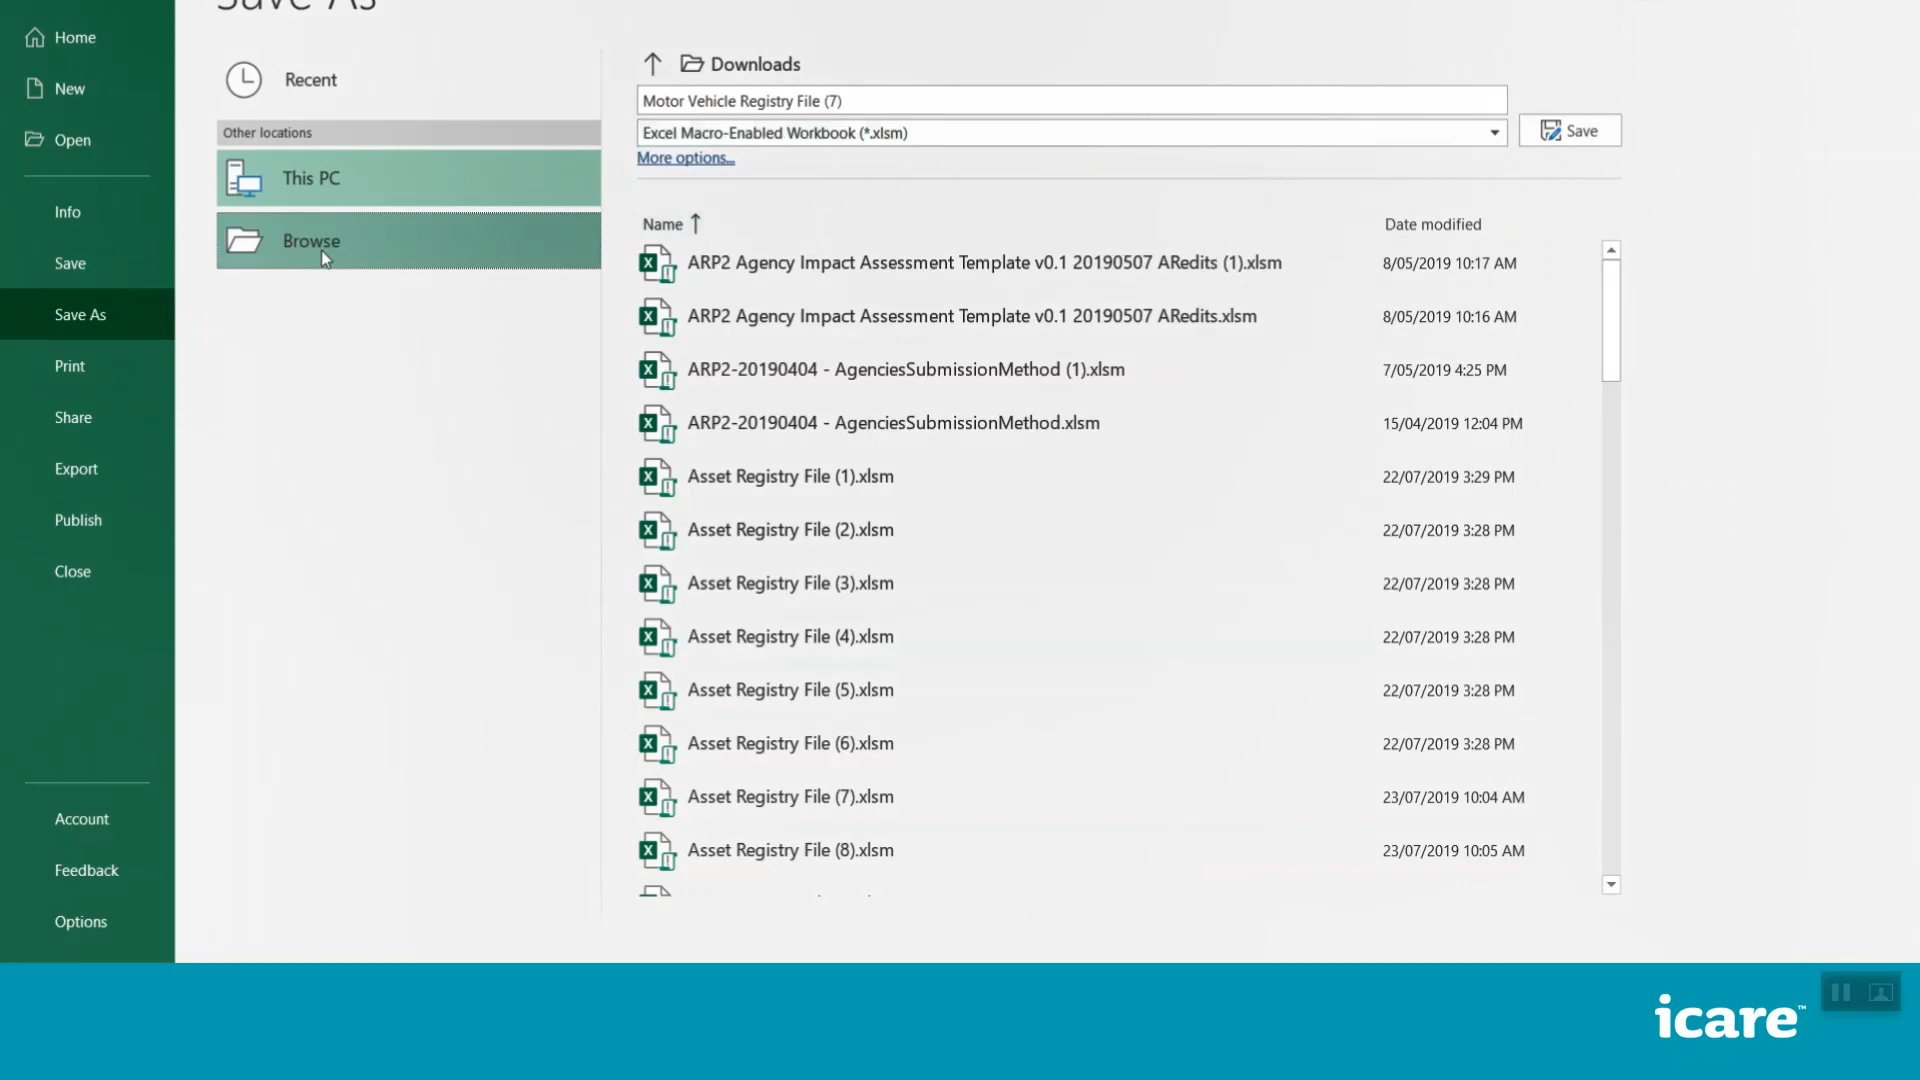 Save As
Home
New
Open
Info
Save
Save As
Print
Share
Export
Publish
Close
Account
Feedback
Options
Recent
Other locations
This PC
Browse
Downloads
Motor Vehicle Registry File (7)
Excel Macro-Enabled Workbook (*.xlsm)
Save
More options...
Name Date modified
ARP2 Agency Impact Assessment Template v0.1 20190507 ARedits (1).xlsm 8/05/2019 10:17 AM
ARP2 Agency Impact Assessment Template v0.1 20190507 ARedits.xlsm 8/05/2019 10:16 AM
ARP2-20190404 - AgenciesSubmissionMethod (1).xlsm 7/05/2019 4:25 PM
ARP2-20190404 - AgenciesSubmissionMethod.xlsm 15/04/2019 12:04 PM
Asset Registry File (1).xlsm 22/07/2019 3:29 PM
Asset Registry File (2).xlsm 22/07/2019 3:28 PM
Asset Registry File (3).xlsm 22/07/2019 3:28 PM
Asset Registry File (4).xlsm 22/07/2019 3:28 PM
Asset Registry File (5).xlsm 22/07/2019 3:28 PM
Asset Registry File (6).xlsm 22/07/2019 3:28 PM
Asset Registry File (7).xlsm 23/07/2019 10:04 AM
Asset Registry File (8).xlsm 23/07/2019 10:05 AM
icare™